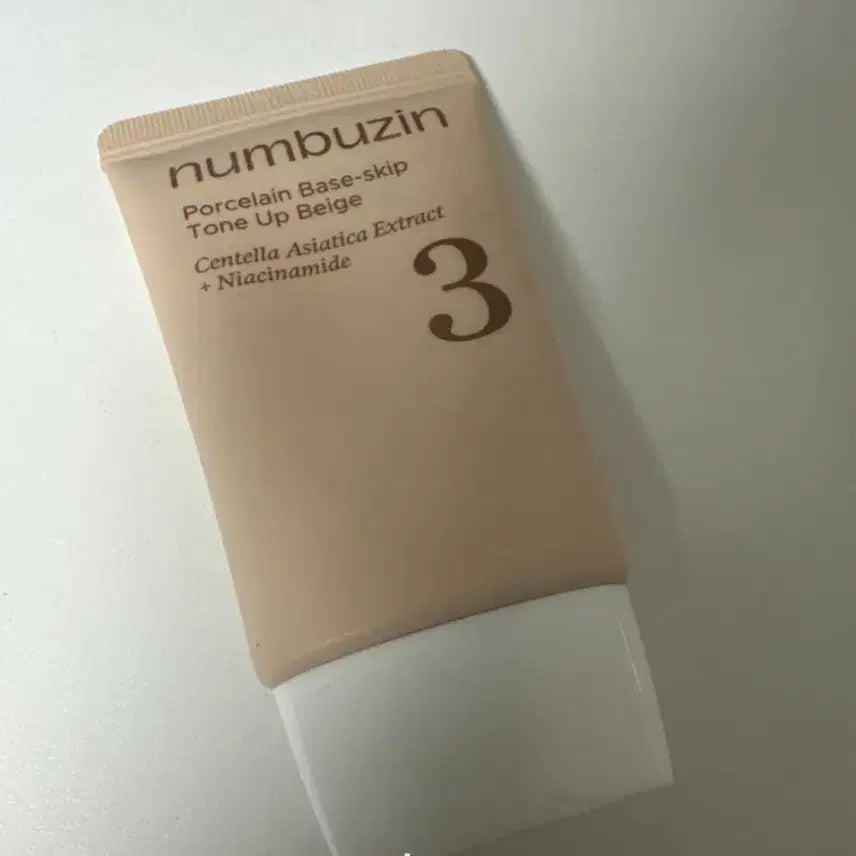 numbuzin
Porcelain Base-skip
Tone Up Beige
Centella Asiatica Extract
+ Niacinamide
3